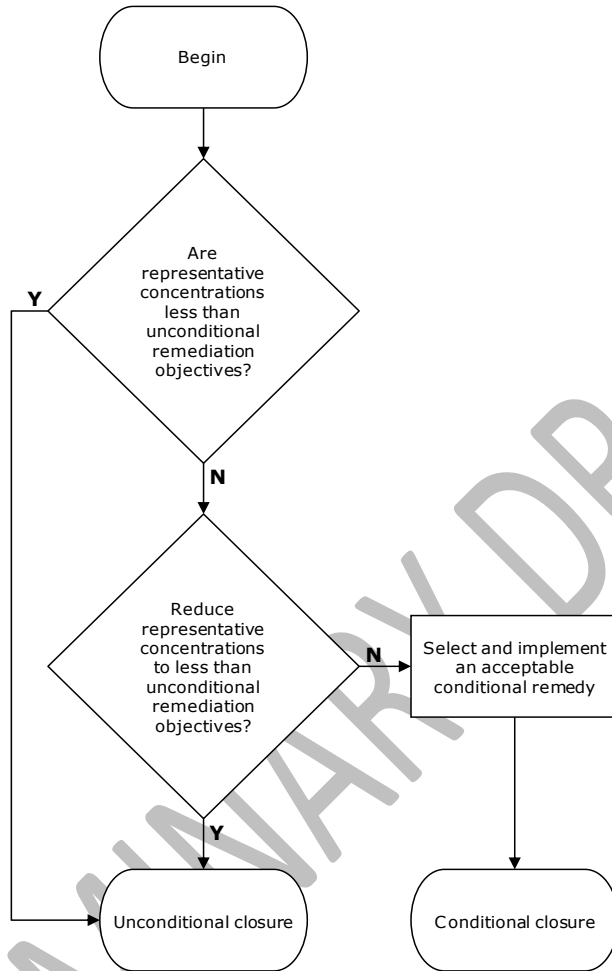 Begin
Are
representative
concentrations
less than
unconditional
remediation
objectives?
Y
N
Reduce
representative
concentrations
to less than
unconditional
remediation
objectives?
N
Select and implement
an acceptable
conditional remedy
Y
Unconditional closure
Conditional closure